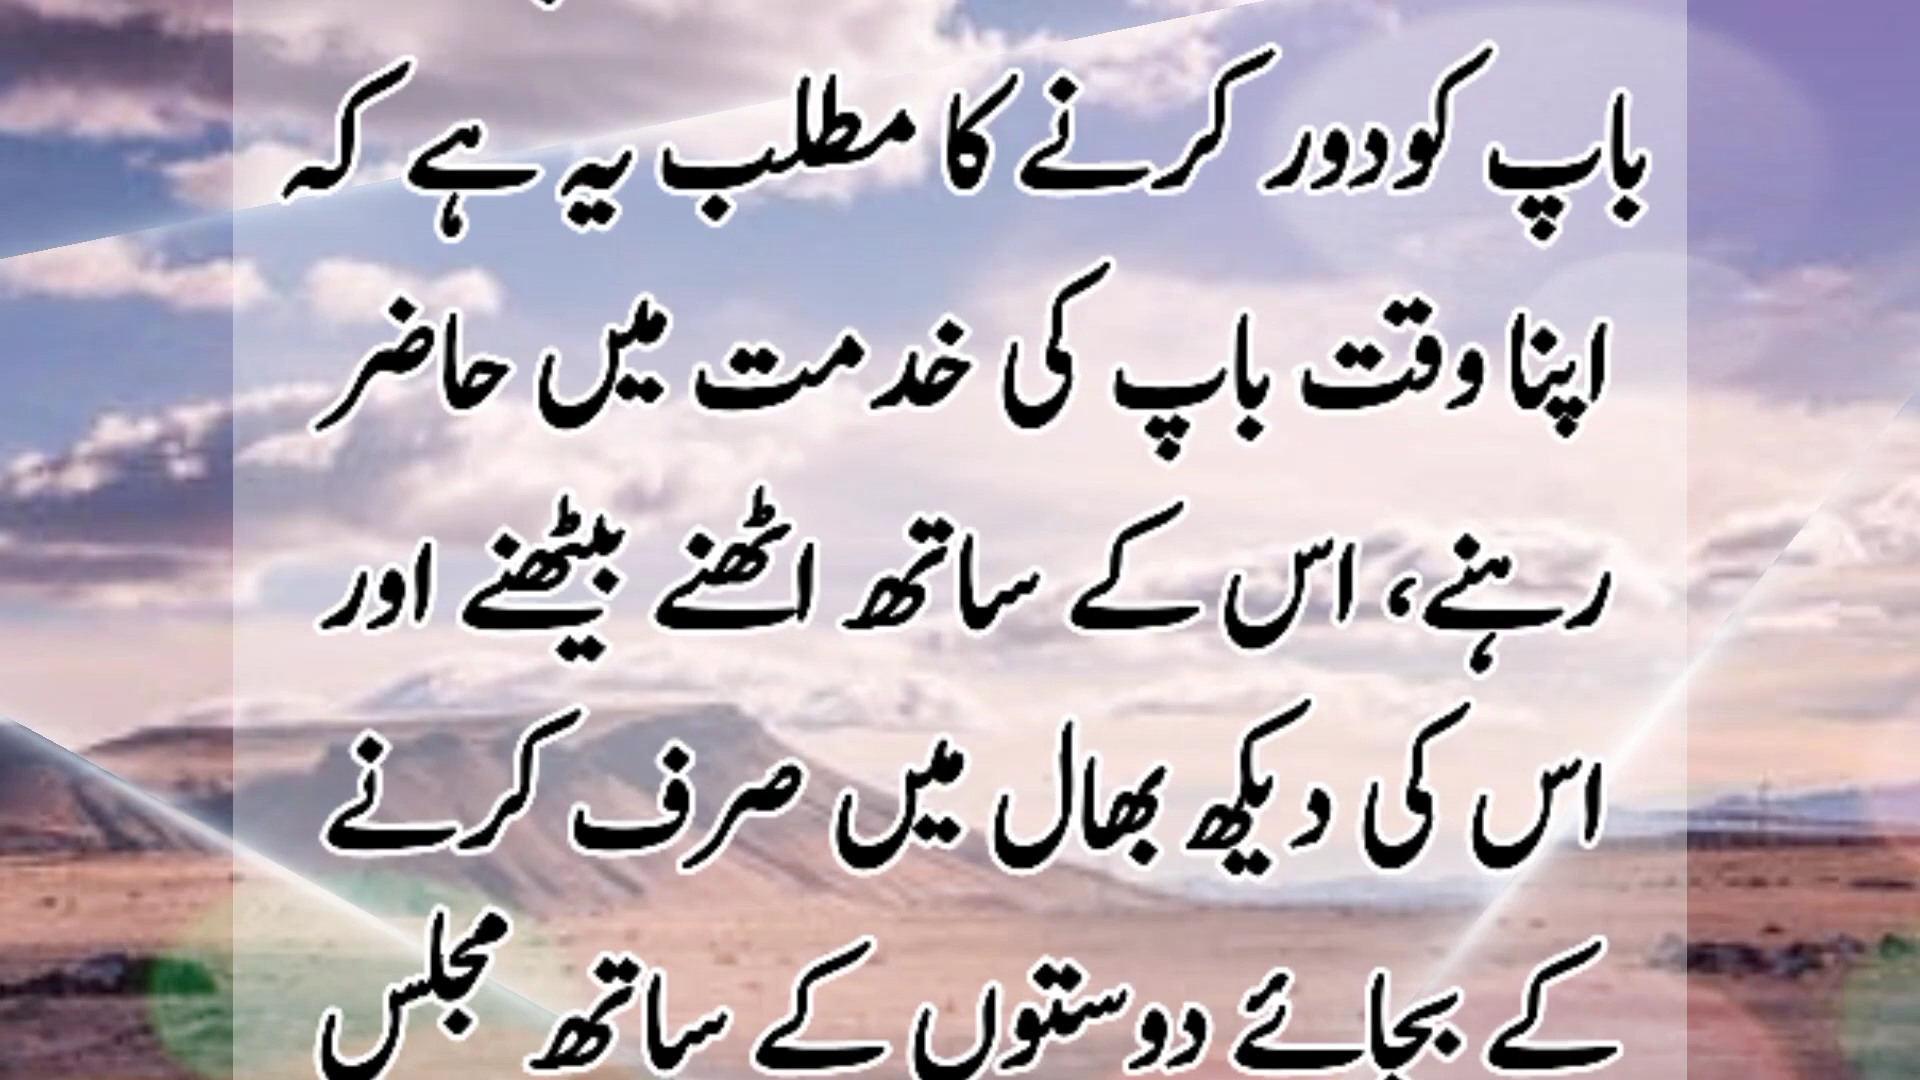 باپ کو دور کرنے کا مطلب یہ ہے کہ
اپنا وقت باپ کی خدمت میں حاضر
رہنے، اس کے ساتھ اٹھنے بیٹھنے اور
اس کی دیکھ بھال میں صرف کرنے
کے بجائے دوستوں کے ساتھ مجلس